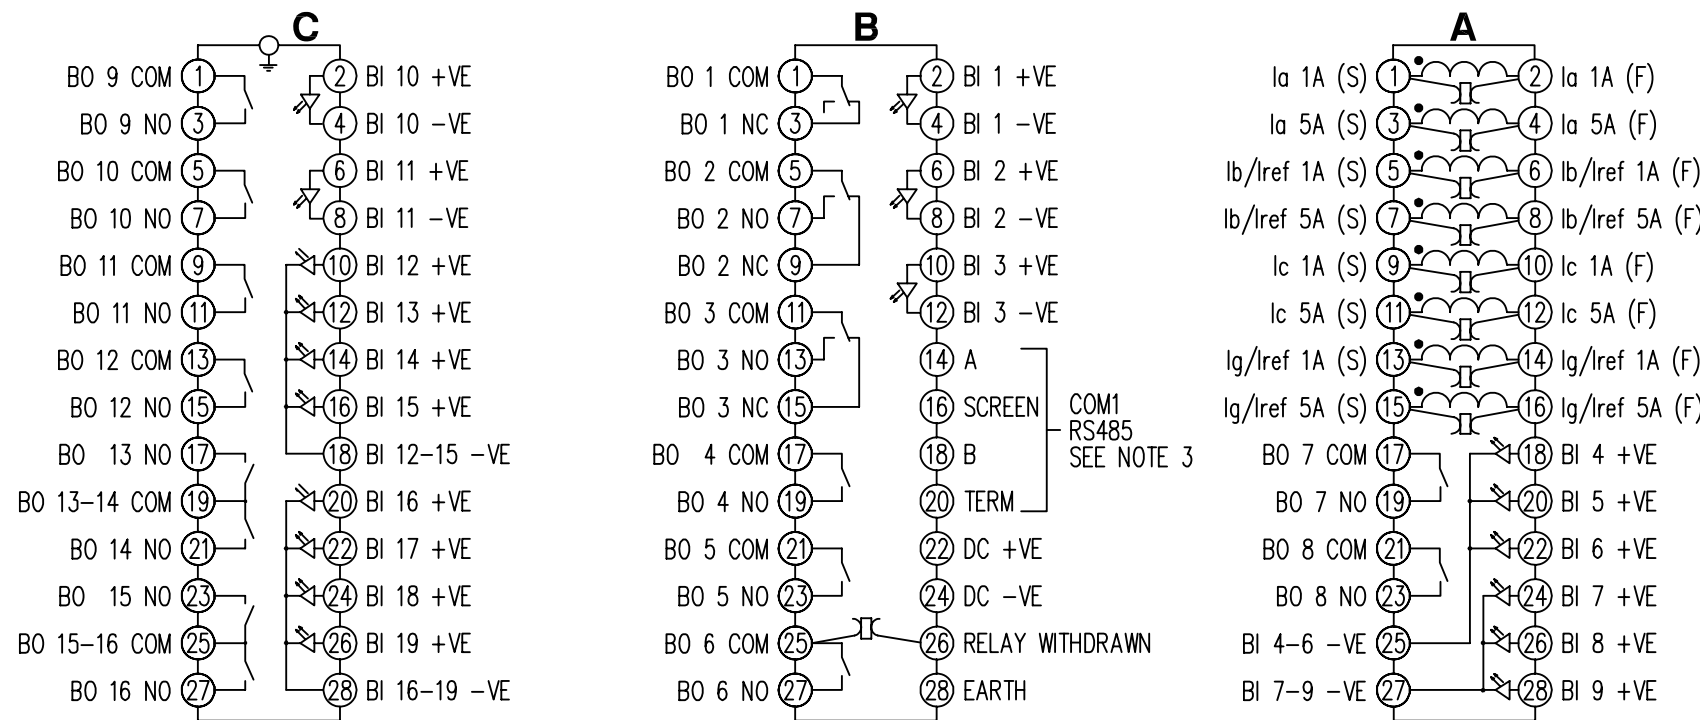 C
BO 9 COM 1 2 BI 10 +VE
BO 9 NO 3 4 BI 10 -VE
BO 10 COM 5 6 BI 11 +VE
BO 10 NO 7 8 BI 11 -VE
BO 11 COM 9 10 BI 12 +VE
BO 11 NO 11 12 BI 13 +VE
BO 12 COM 13 14 BI 14 +VE
BO 12 NO 15 16 BI 15 +VE
BO 13 NO 17 18 BI 12-15 -VE
BO 13-14 COM 19 20 BI 16 +VE
BO 14 NO 21 22 BI 17 +VE
BO 15 NO 23 24 BI 18 +VE
BO 15-16 COM 25 26 BI 19 +VE
BO 16 NO 27 28 BI 16-19 -VE
B
BO 1 COM 1 2 BI 1 +VE
BO 1 NC 3 4 BI 1 -VE
BO 2 COM 5 6 BI 2 +VE
BO 2 NO 7 8 BI 2 -VE
BO 2 NC 9 10 BI 3 +VE
BO 3 COM 11 12 BI 3 -VE
BO 3 NO 13 14 A
BO 3 NC 15 16 SCREEN
BO 4 COM 17 18 B
BO 4 NO 19 20 TERM
BO 5 COM 21 22 DC +VE
BO 5 NO 23 24 DC -VE
BO 6 COM 25 26 RELAY WITHDRAWN
BO 6 NO 27 28 EARTH
COM1
RS485
SEE NOTE 3
A
Ia 1A (S) 1 2 Ia 1A (F)
Ia 5A (S) 3 4 Ia 5A (F)
Ib/Iref 1A (S) 5 6 Ib/Iref 1A (F)
Ib/Iref 5A (S) 7 8 Ib/Iref 5A (F)
Ic 1A (S) 9 10 Ic 1A (F)
Ic 5A (S) 11 12 Ic 5A (F)
Ig/Iref 1A (S) 13 14 Ig/Iref 1A (F)
Ig/Iref 5A (S) 15 16 Ig/Iref 5A (F)
BO 7 COM 17 18 BI 4 +VE
BO 7 NO 19 20 BI 5 +VE
BO 8 COM 21 22 BI 6 +VE
BO 8 NO 23 24 BI 7 +VE
BI 4-6 -VE 25 26 BI 8 +VE
BI 7-9 -VE 27 28 BI 9 +VE